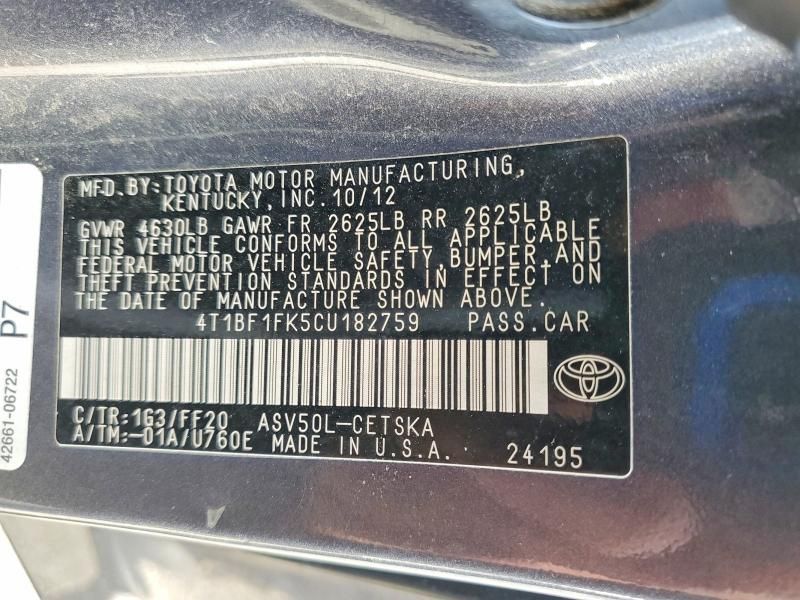 MFD.BY:TOYOTA MOTOR MANUFACTURING,
KENTUCKY, INC.10/12
GVWR 4630LB GAWR FR 2625LB RR 2625LB
THIS VEHICLE CONFORMS TO ALL APPLICABLE
FEDERAL MOTOR VEHICLE SAFETY, BUMPER, AND
THEFT PREVENTION STANDARDS IN EFFECT ON
THE DATE OF MANUFACTURE SHOWN ABOVE.
4T1BF1FK5CU182759 PASS.CAR
C/TR:1G3/FF20 ASV50L-CETSKA
A/TM:-01A/U760E MADE IN U.S.A. 24195
P7
42661-06722